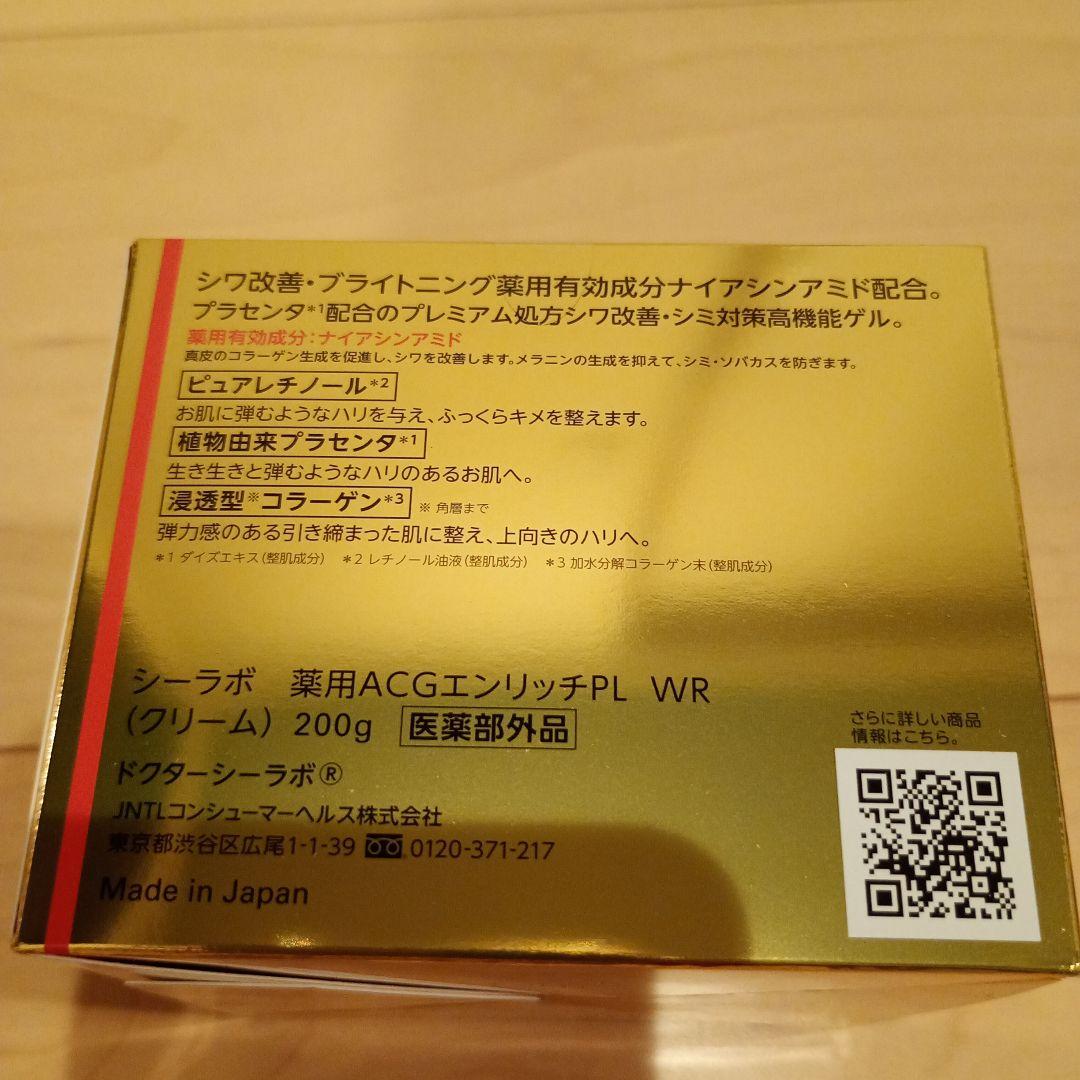 シワ改善・ブライトニング薬用有効成分ナイアシンアミド配合。
プラセンタ*1配合のプレミアム処方シワ改善・シミ対策高機能ゲル。
薬用有効成分：ナイアシンアミド
真皮のコラーゲン生成を促進し、シワを改善します。メラニンの生成を抑えて、シミ・ソバカスを防ぎます。
ピュアレチノール*2
お肌に弾むようなハリを与え、ふっくらキメを整えます。
植物由来プラセンタ*1
生き生きと弾むようなハリのあるお肌へ。
浸透型※コラーゲン*3 ※ 角層まで
弾力感のある引き締まった肌に整え、上向きのハリへ。
*1 ダイズエキス（整肌成分） *2 レチノール油液（整肌成分） *3 加水分解コラーゲン末（整肌成分）
シーラボ 薬用ACGエンリッチPL WR
（クリーム）200g 医薬部外品
ドクターシーラボ®
JNTLコンシューマーヘルス株式会社
東京都渋谷区広尾1-1-39 0120-371-217
Made in Japan
さらに詳しい商品
情報はこちら。